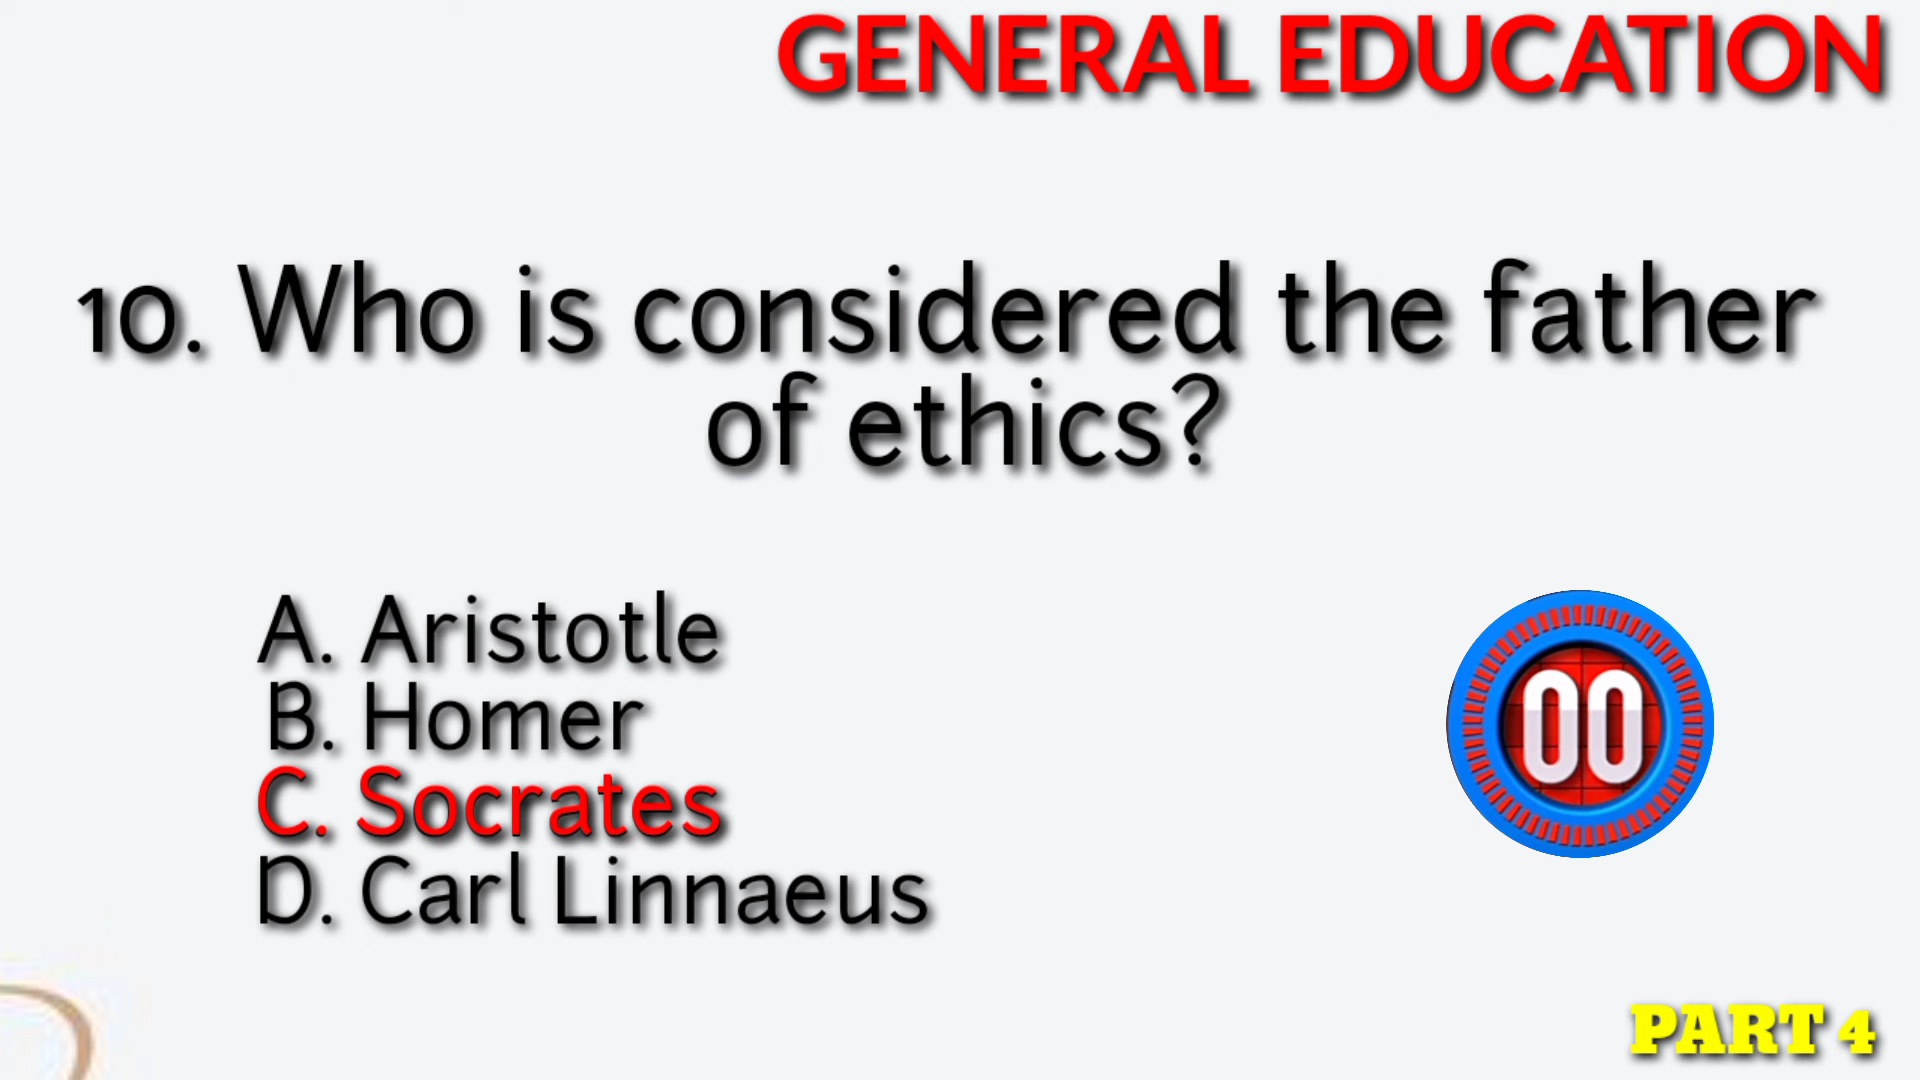 GENERAL EDUCATION
10. Who is considered the father
of ethics?
A. Aristotle
B. Homer
C. Socrates
D. Carl Linnaeus
00
PART 4